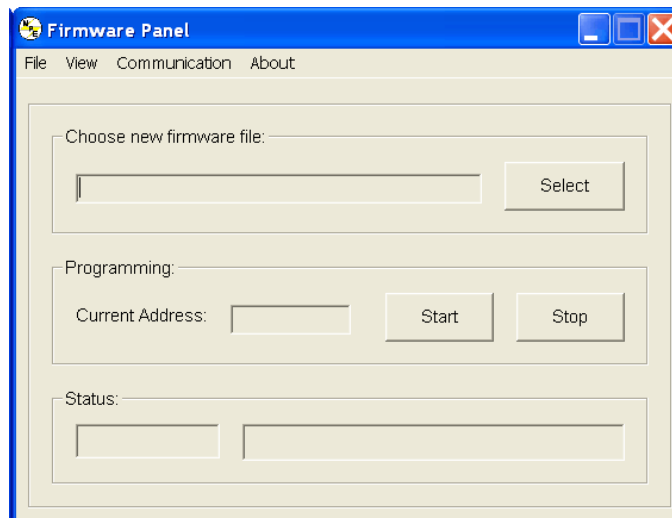 Firmware Panel
File View Communication About
Choose new firmware file:
Select
Programming:
Current Address:
Start
Stop
Status: